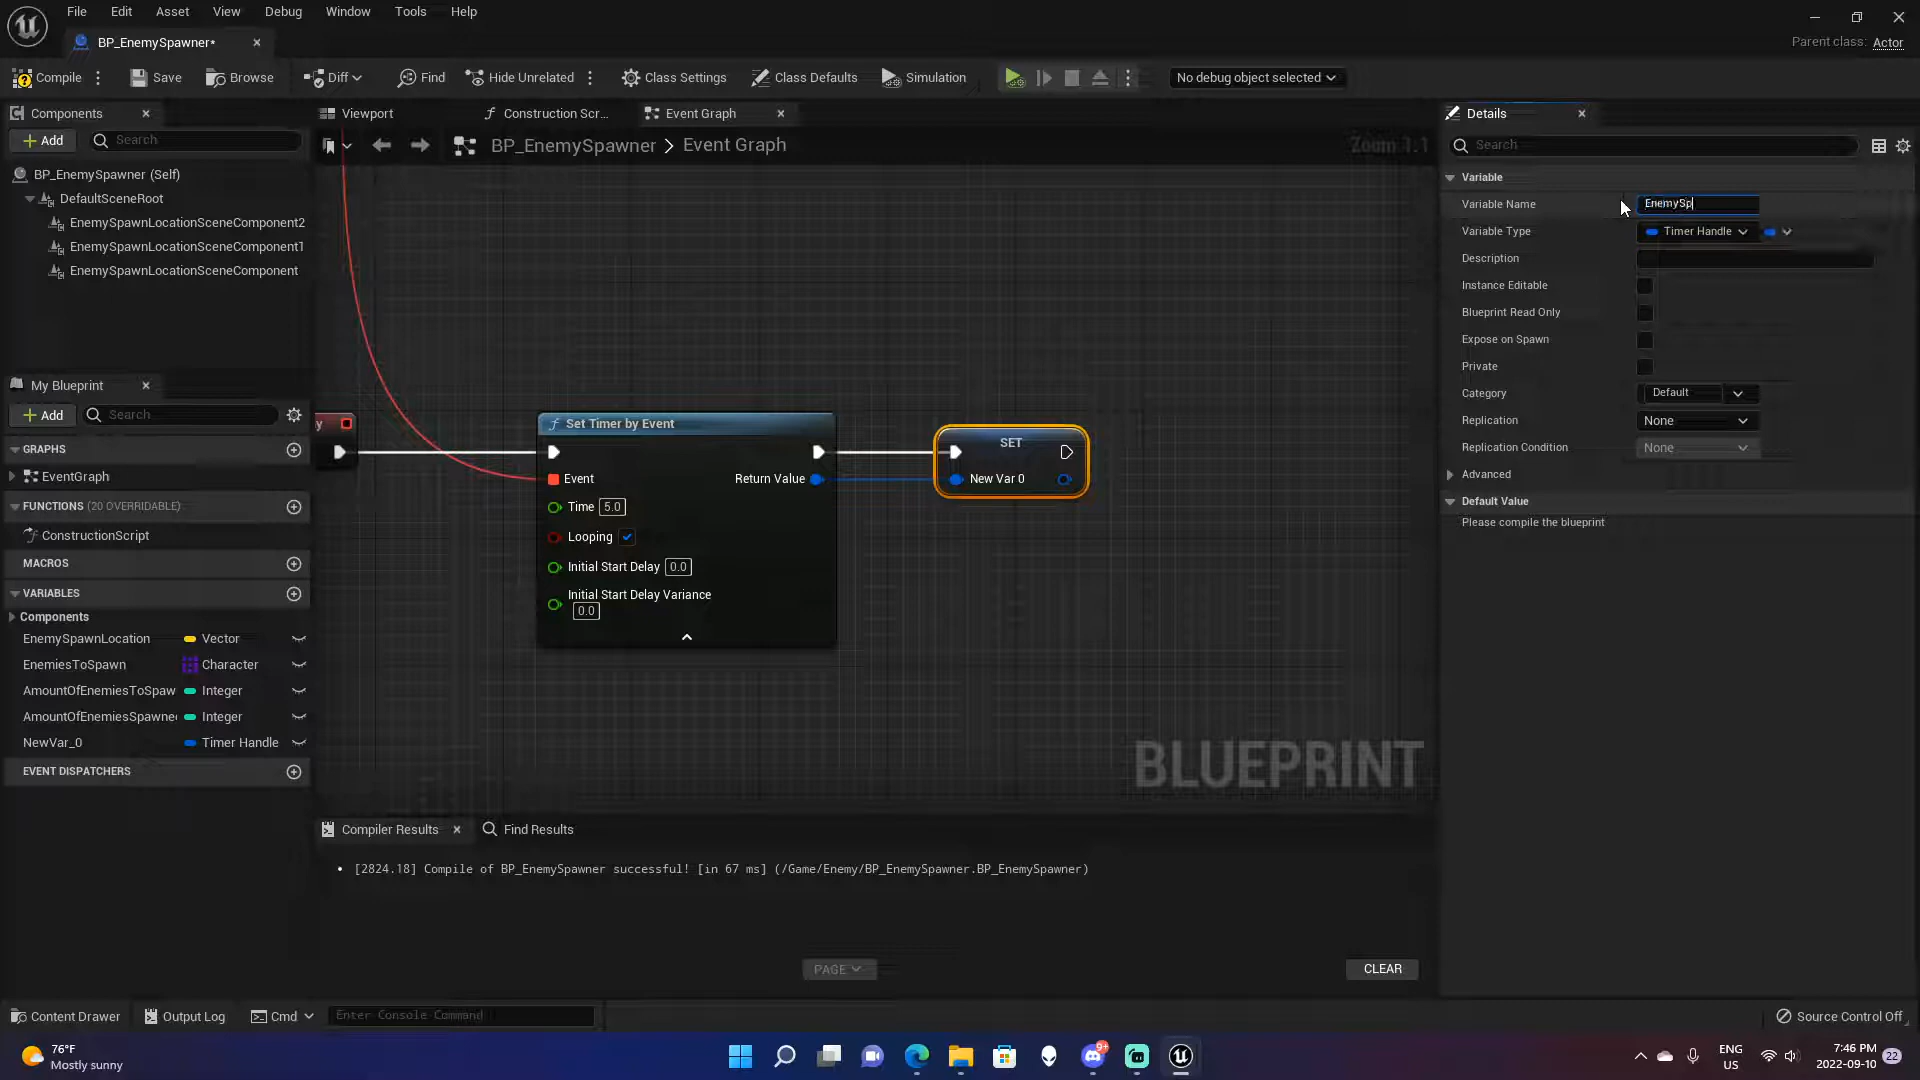 File Edit Asset View Debug Window Tools Help
BP_EnemySpawner*
Parent class: Actor
Compile Save Browse Diff Find Hide Unrelated Class Settings Class Defaults Simulation No debug object selected
Components
Add Search
BP_EnemySpawner (Self)
DefaultSceneRoot
EnemySpawnLocationSceneComponent2
EnemySpawnLocationSceneComponent1
EnemySpawnLocationSceneComponent
My Blueprint
Add Search
GRAPHS
EventGraph
FUNCTIONS (20 OVERRIDABLE)
ConstructionScript
MACROS
VARIABLES
Components
EnemySpawnLocation Vector
EnemiesToSpawn Character
AmountOfEnemiesToSpaw Integer
AmountOfEnemiesSpawne Integer
NewVar_0 Timer Handle
EVENT DISPATCHERS
Viewport Construction Scr... Event Graph
BP_EnemySpawner > Event Graph Zoom 1:1
y
Set Timer by Event
Event Return Value
Time 5.0
Looping
Initial Start Delay 0.0
Initial Start Delay Variance
0.0
SET
New Var 0
BLUEPRINT
Compiler Results Find Results
[2824.18] Compile of BP_EnemySpawner successful! [in 67 ms] (/Game/Enemy/BP_EnemySpawner.BP_EnemySpawner)
PAGE CLEAR
Details
Search
Variable
Variable Name EnemySp
Variable Type Timer Handle
Description
Instance Editable
Blueprint Read Only
Expose on Spawn
Private
Category Default
Replication None
Replication Condition None
Advanced
Default Value
Please compile the blueprint
Content Drawer Output Log Cmd Enter Console Command Source Control Off
76°F
Mostly sunny
9+
ENG
US
7:46 PM
2022-09-10
22